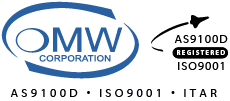 OMW
CORPORATION
AS9100D
REGISTERED
ISO9001
AS9100D • ISO9001 • ITAR